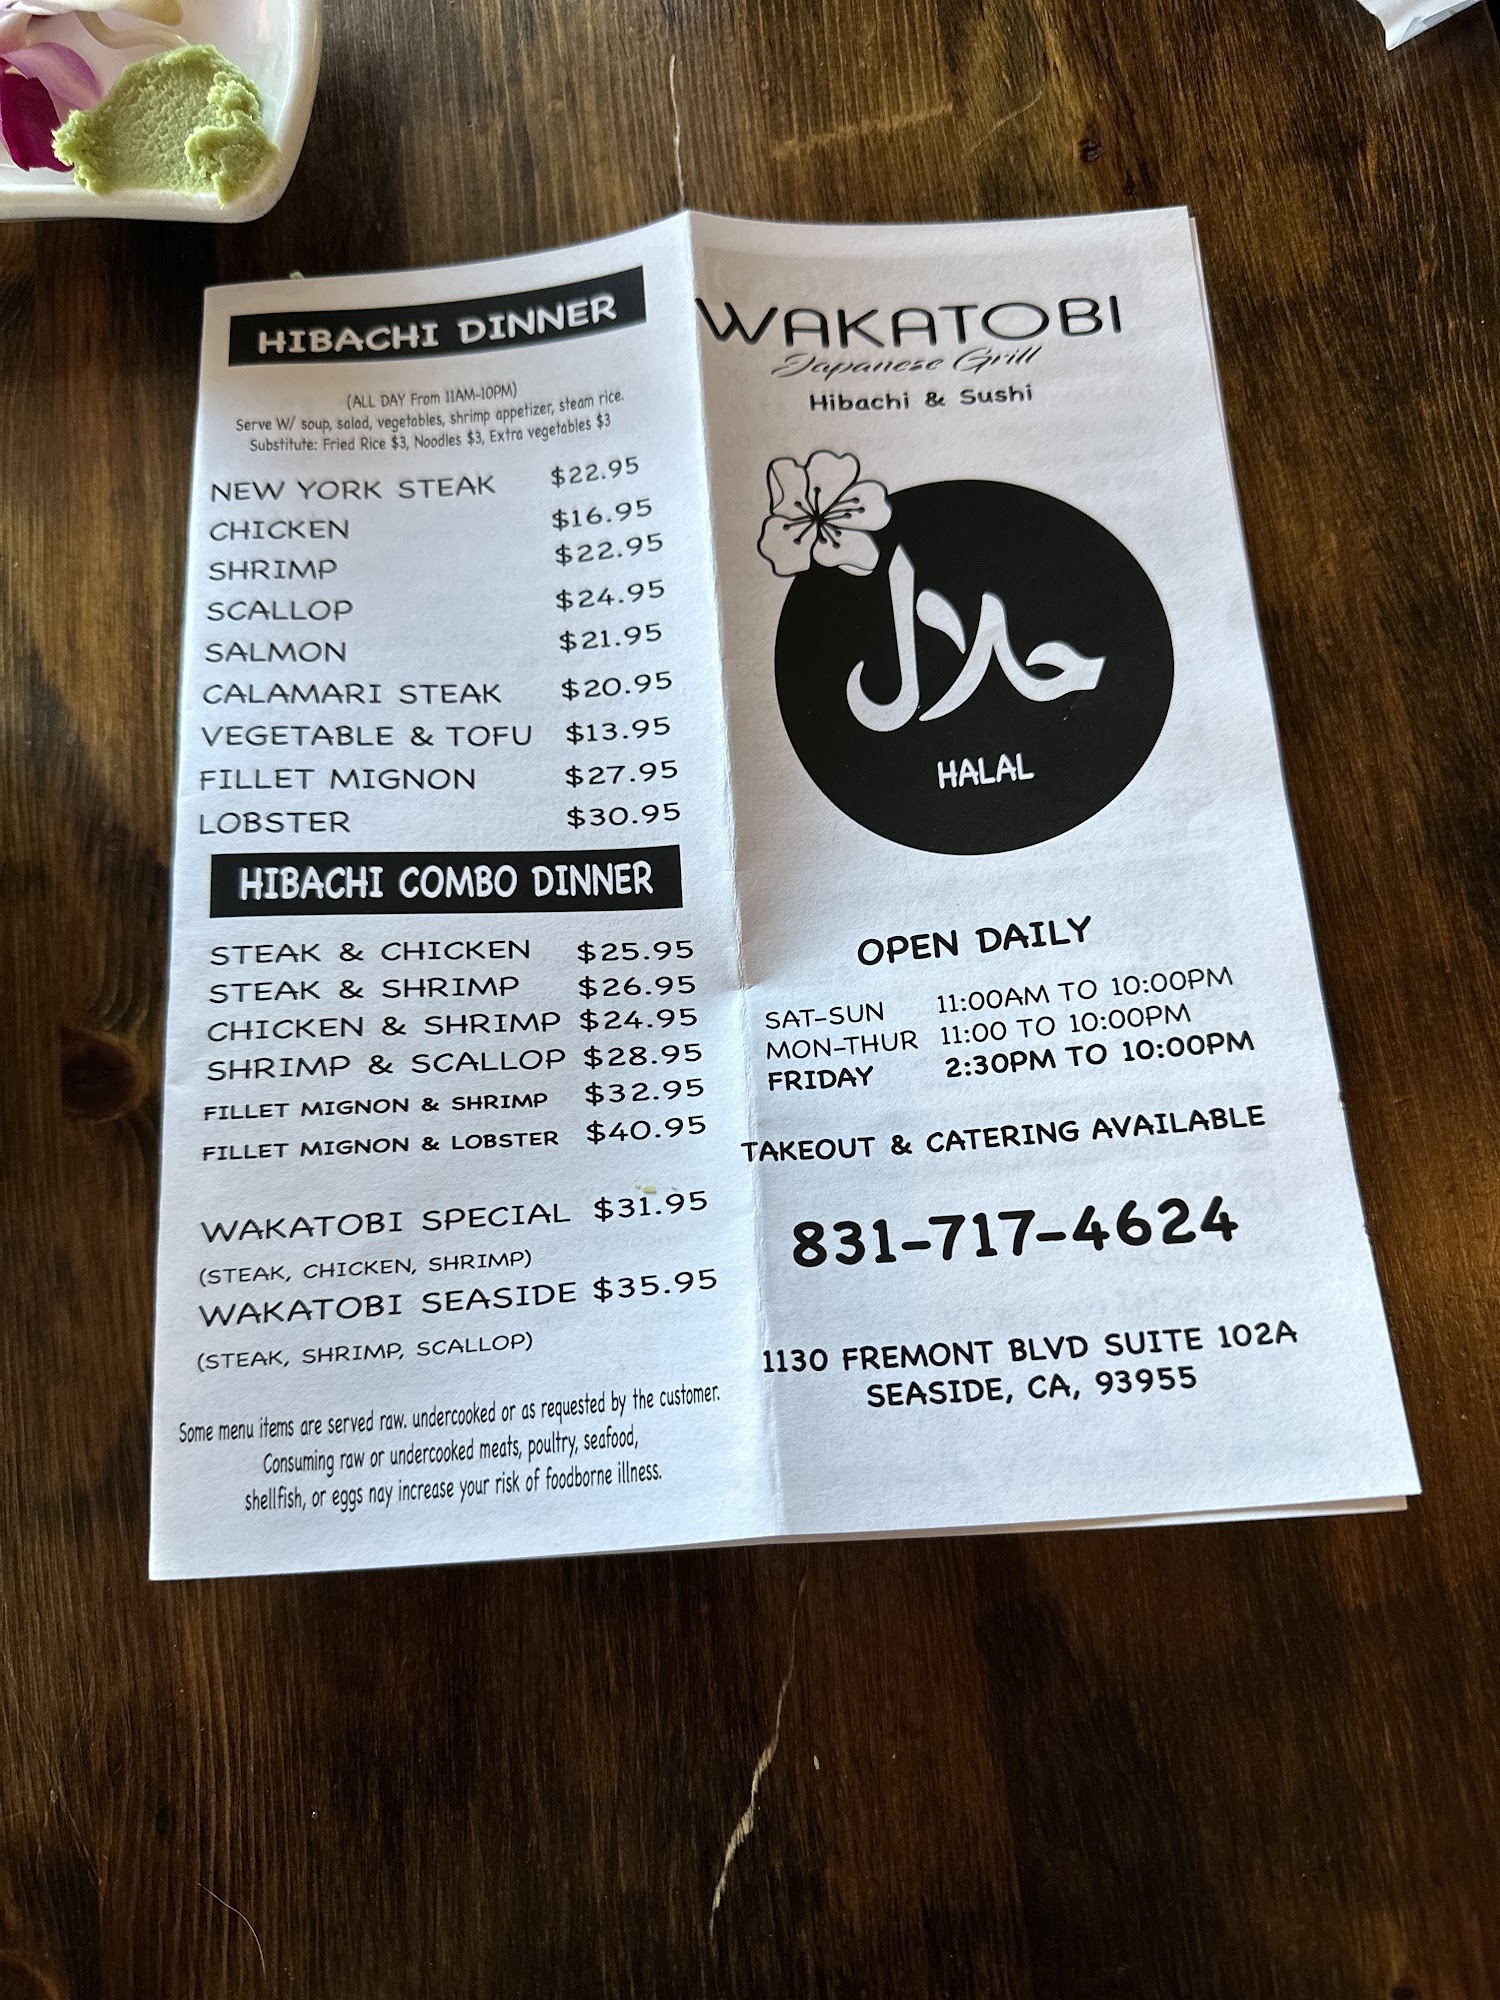 HIBACHI DINNER
(ALL DAY From 11AM-10PM)
Serve W/ soup, salad, vegetables, shrimp appetizer, steam rice.
Substitute: Fried Rice $3, Noodles $3, Extra vegetables $3
NEW YORK STEAK $22.95
CHICKEN $16.95
SHRIMP $22.95
SCALLOP $24.95
SALMON $21.95
CALAMARI STEAK $20.95
VEGETABLE & TOFU $13.95
FILLET MIGNON $27.95
LOBSTER $30.95
HIBACHI COMBO DINNER
STEAK & CHICKEN $25.95
STEAK & SHRIMP $26.95
CHICKEN & SHRIMP $24.95
SHRIMP & SCALLOP $28.95
FILLET MIGNON & SHRIMP $32.95
FILLET MIGNON & LOBSTER $40.95
WAKATOBI SPECIAL $31.95
(STEAK, CHICKEN, SHRIMP)
WAKATOBI SEASIDE $35.95
(STEAK, SHRIMP, SCALLOP)
Some menu items are served raw. undercooked or as requested by the customer.
Consuming raw or undercooked meats, poultry, seafood,
shellfish, or eggs nay increase your risk of foodborne illness.
WAKATOBI
Japanese Grill
Hibachi & Sushi
حلال
HALAL
OPEN DAILY
SAT-SUN 11:00AM TO 10:00PM
MON-THUR 11:00 TO 10:00PM
FRIDAY 2:30PM TO 10:00PM
TAKEOUT & CATERING AVAILABLE
831-717-4624
1130 FREMONT BLVD SUITE 102A
SEASIDE, CA, 93955